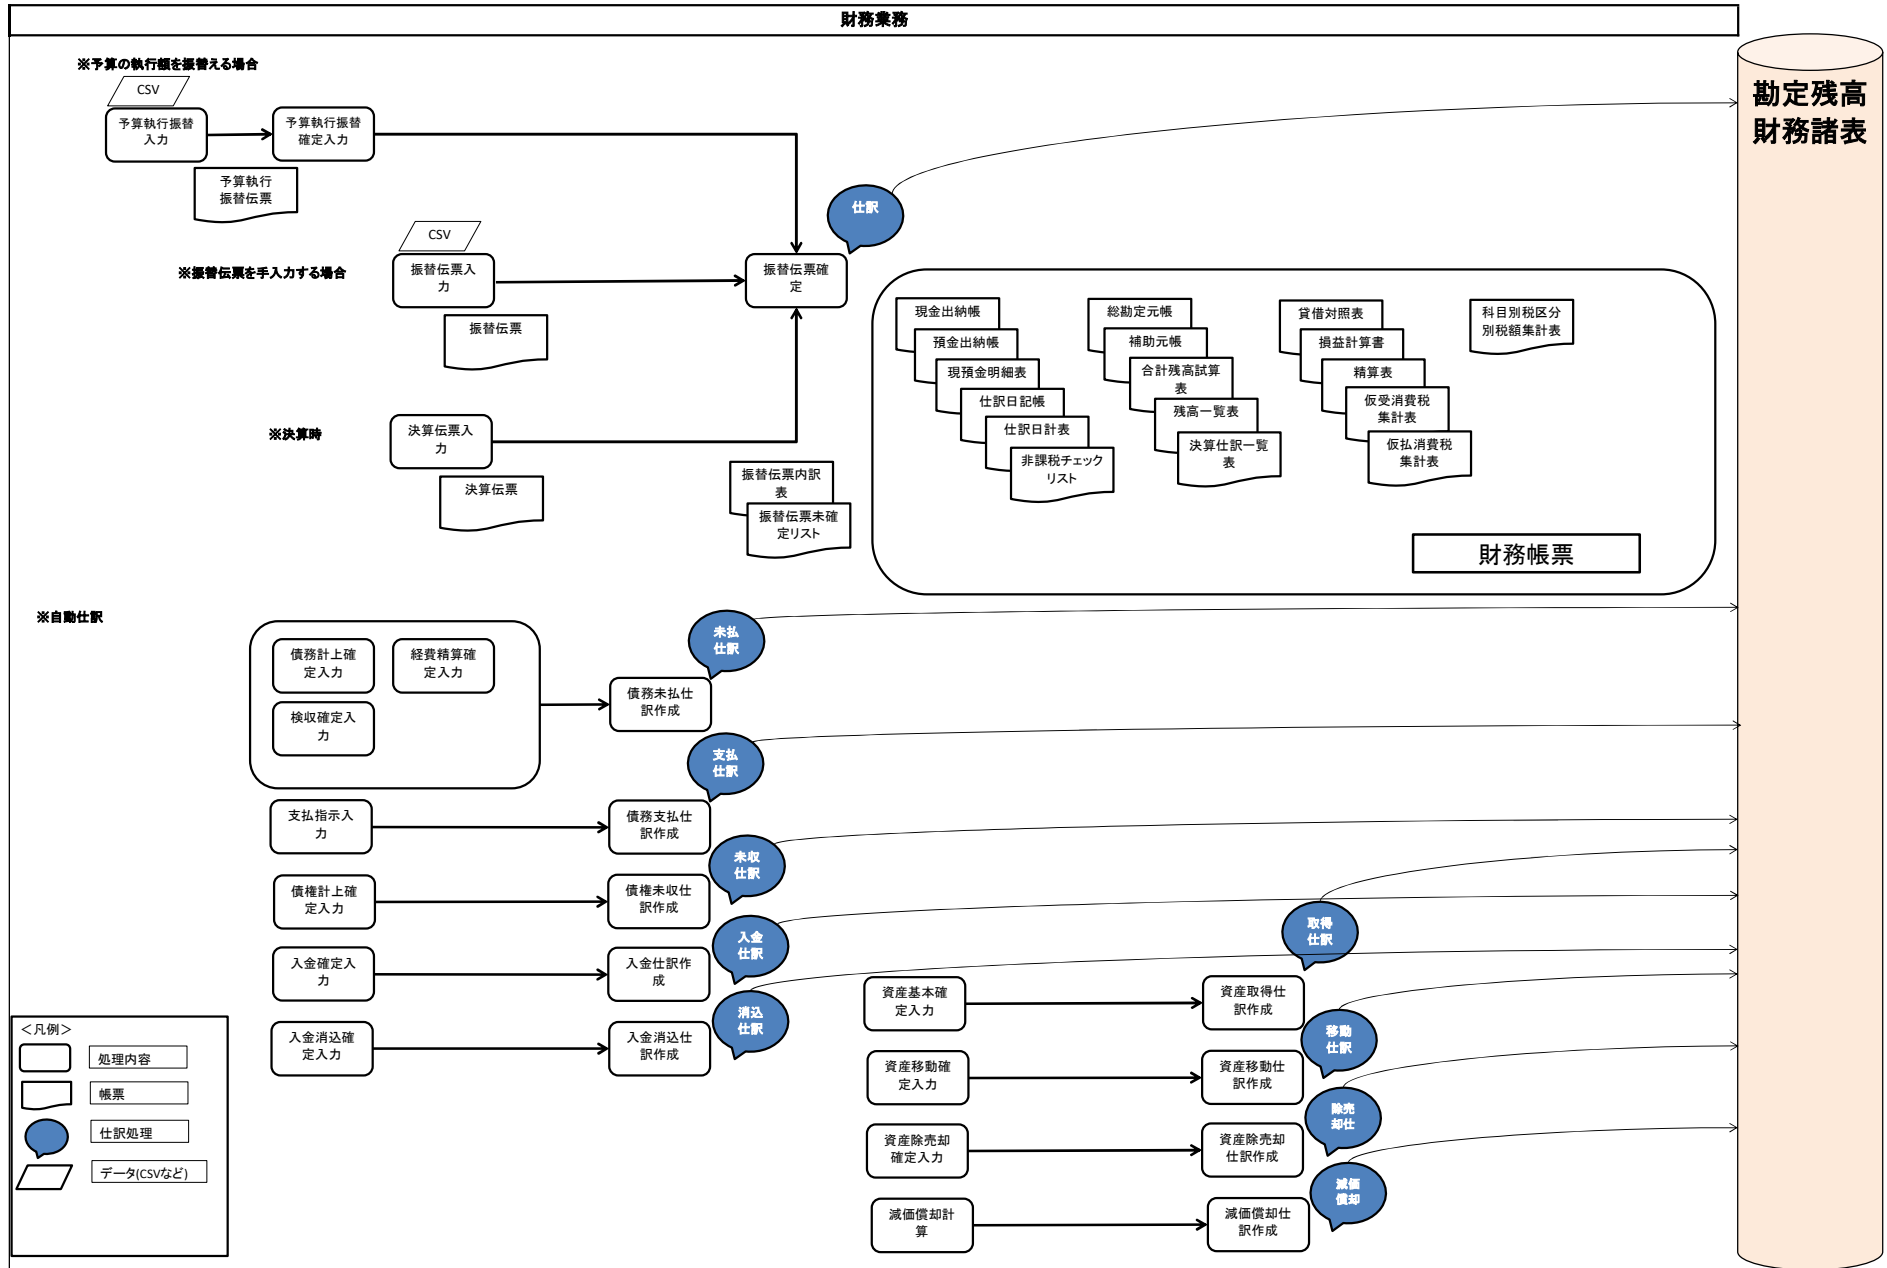 財務業務
※予算の執行額を振替える場合
CSV
予算執行振替
入力
予算執行振替
確定入力
予算執行
振替伝票
勘定残高
財務諸表
仕訳
CSV
※振替伝票を手入力する場合
振替伝票入
力
振替伝票確
定
振替伝票
※決算時
決算伝票入
力
決算伝票
振替伝票内訳
表
振替伝票未確
定リスト
現金出納帳
預金出納帳
現預金明細表
仕訳日記帳
仕訳日計表
非課税チェック
リスト
総勘定元帳
補助元帳
合計残高試算
表
残高一覧表
決算仕訳一覧
表
貸借対照表
損益計算書
精算表
仮受消費税
集計表
仮払消費税
集計表
科目別税区分
別税額集計表
財務帳票
※自動仕訳
債務計上確
定入力
経費精算確
定入力
検収確定入
力
未払
仕訳
債務未払仕
訳作成
支払
仕訳
支払指示入
力
債務支払仕
訳作成
未収
仕訳
債権計上確
定入力
債権未収仕
訳作成
入金
仕訳
入金確定入
力
入金仕訳作
成
消込
仕訳
入金消込確
定入力
入金消込仕
訳作成
取得
仕訳
資産基本確
定入力
資産取得仕
訳作成
移動
仕訳
資産移動確
定入力
資産移動仕
訳作成
除売
却仕
資産除売却
確定入力
資産除売却
仕訳作成
減価
償却
減価償却計
算
減価償却仕
訳作成
＜凡例＞
処理内容
帳票
仕訳処理
データ(CSVなど)